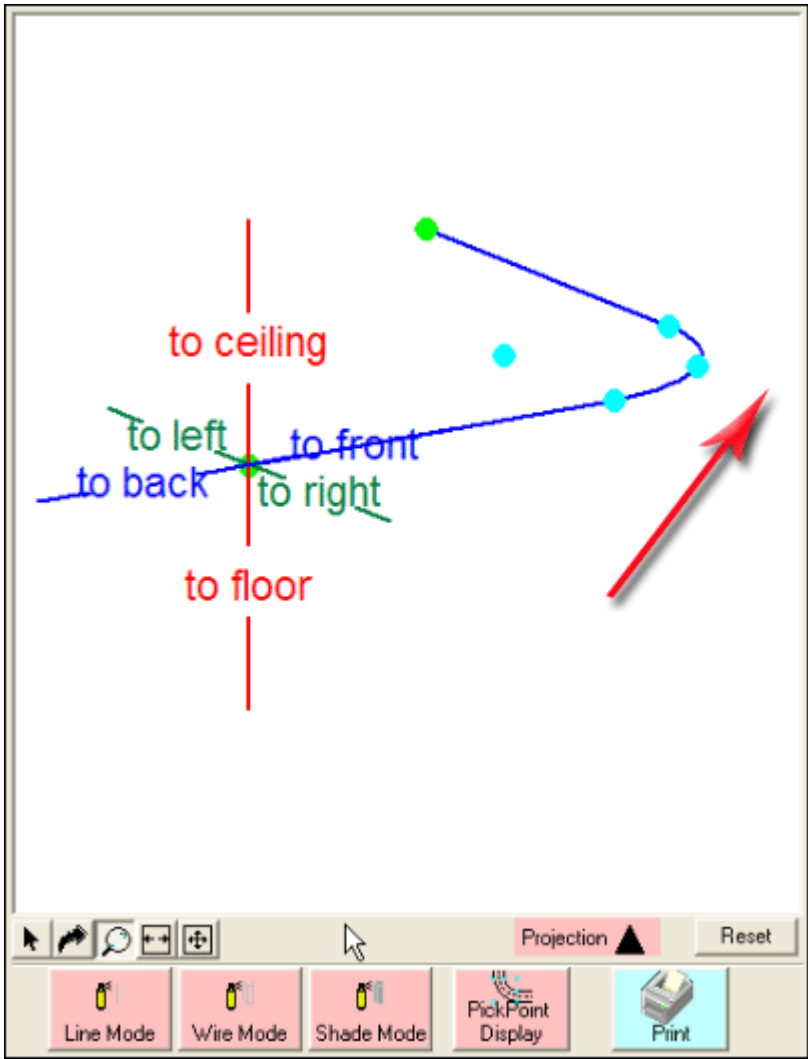 to ceiling
to left
to front
to back
to right
to floor
Projection
Reset
Line Mode
Wire Mode
Shade Mode
PickPoint
Display
Print